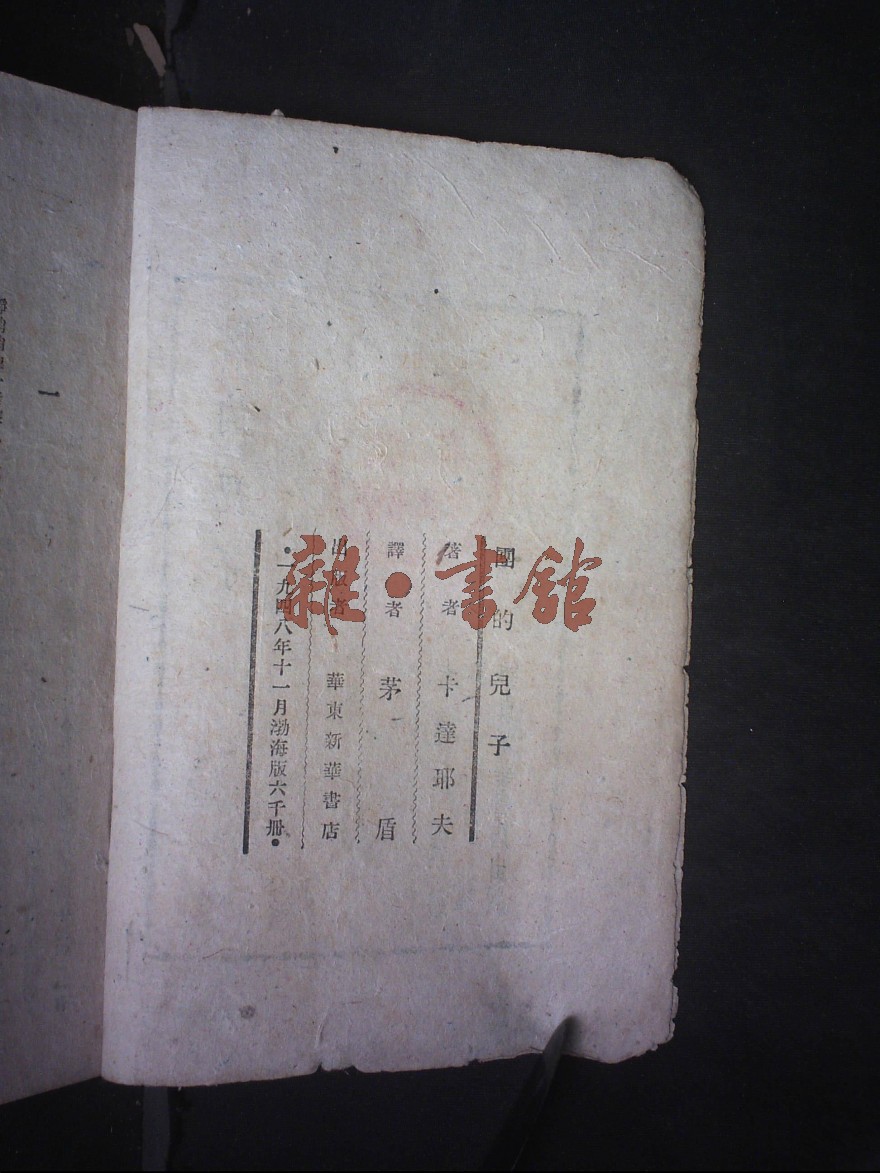 團的兒子
著者 卡達耶夫
譯者 茅盾
出版者 華東新華書店
•一九四八年十一月渤海版六千册•
雜•書館
一